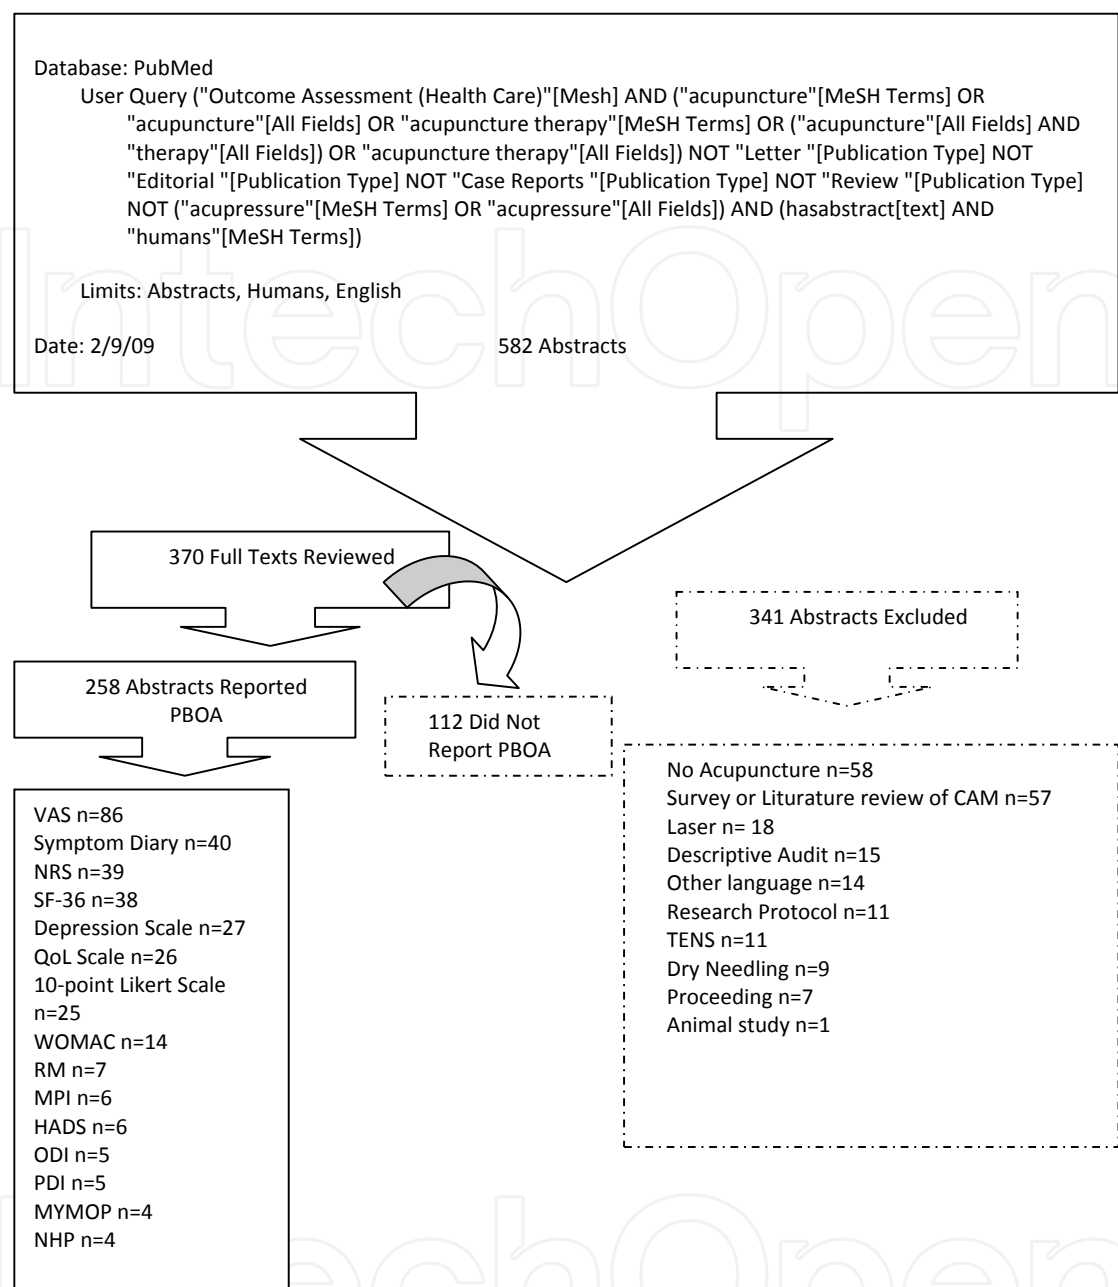 Database: PubMed
User Query ("Outcome Assessment (Health Care)"[Mesh] AND ("acupuncture"[MeSH Terms] OR
"acupuncture"[All Fields] OR "acupuncture therapy"[MeSH Terms] OR ("acupuncture"[All Fields] AND
"therapy"[All Fields]) OR "acupuncture therapy"[All Fields]) NOT "Letter "[Publication Type] NOT
"Editorial "[Publication Type] NOT "Case Reports "[Publication Type] NOT "Review "[Publication Type]
NOT ("acupressure"[MeSH Terms] OR "acupressure"[All Fields]) AND (hasabstract[text] AND
"humans"[MeSH Terms])
IntechOpen
Limits: Abstracts, Humans, English
Date: 2/9/09 582 Abstracts
370 Full Texts Reviewed
341 Abstracts Excluded
258 Abstracts Reported
PBOA
112 Did Not
Report PBOA
No Acupuncture n=58
Survey or Liturature review of CAM n=57
Laser n= 18
Descriptive Audit n=15
Other language n=14
Research Protocol n=11
TENS n=11
Dry Needling n=9
Proceeding n=7
Animal study n=1
VAS n=86
Symptom Diary n=40
NRS n=39
SF-36 n=38
Depression Scale n=27
QoL Scale n=26
10-point Likert Scale
n=25
WOMAC n=14
RM n=7
MPI n=6
HADS n=6
ODI n=5
PDI n=5
MYMOP n=4
NHP n=4
IntechOpen